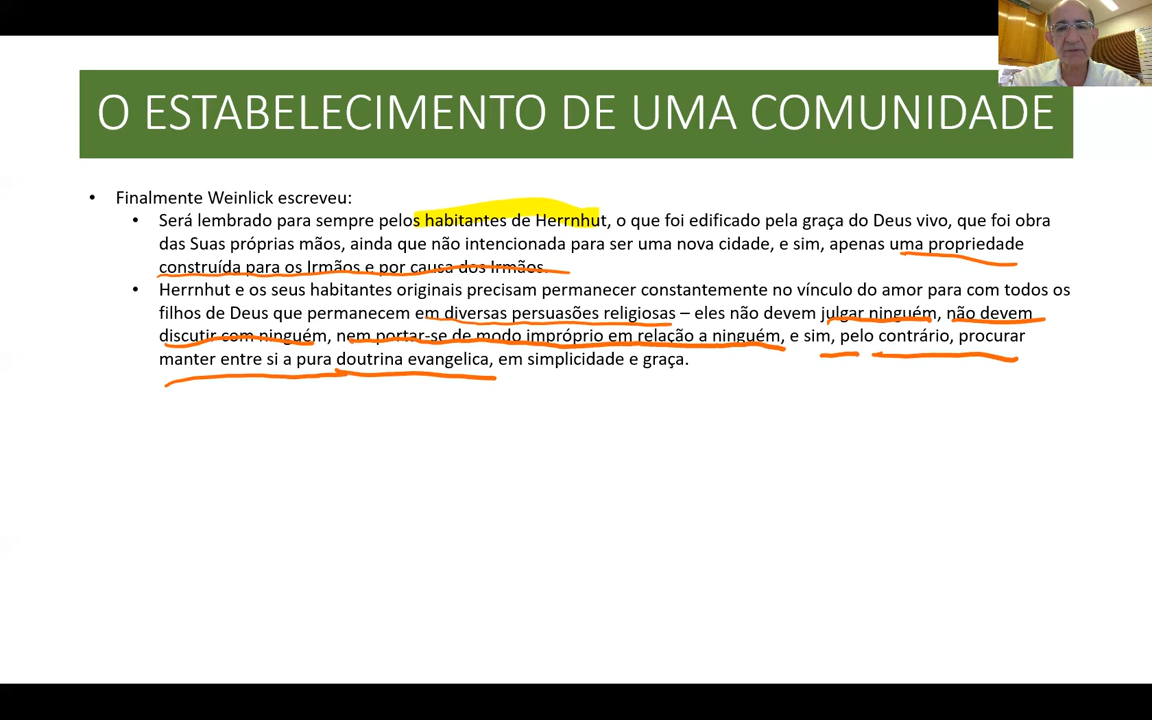 O ESTABELECIMENTO DE UMA COMUNIDADE
• Finalmente Weinlick escreveu:
• Será lembrado para sempre pelos habitantes de Herrnhut, o que foi edificado pela graça do Deus vivo, que foi obra
das Suas próprias mãos, ainda que não intencionada para ser uma nova cidade, e sim, apenas uma propriedade
construída para os Irmãos e por causa dos Irmãos.
• Herrnhut e os seus habitantes originais precisam permanecer constantemente no vínculo do amor para com todos os
filhos de Deus que permanecem em diversas persuasões religiosas – eles não devem julgar ninguém, não devem
discutir com ninguém, nem portar-se de modo impróprio em relação a ninguém, e sim, pelo contrário, procurar
manter entre si a pura doutrina evangelica, em simplicidade e graça.